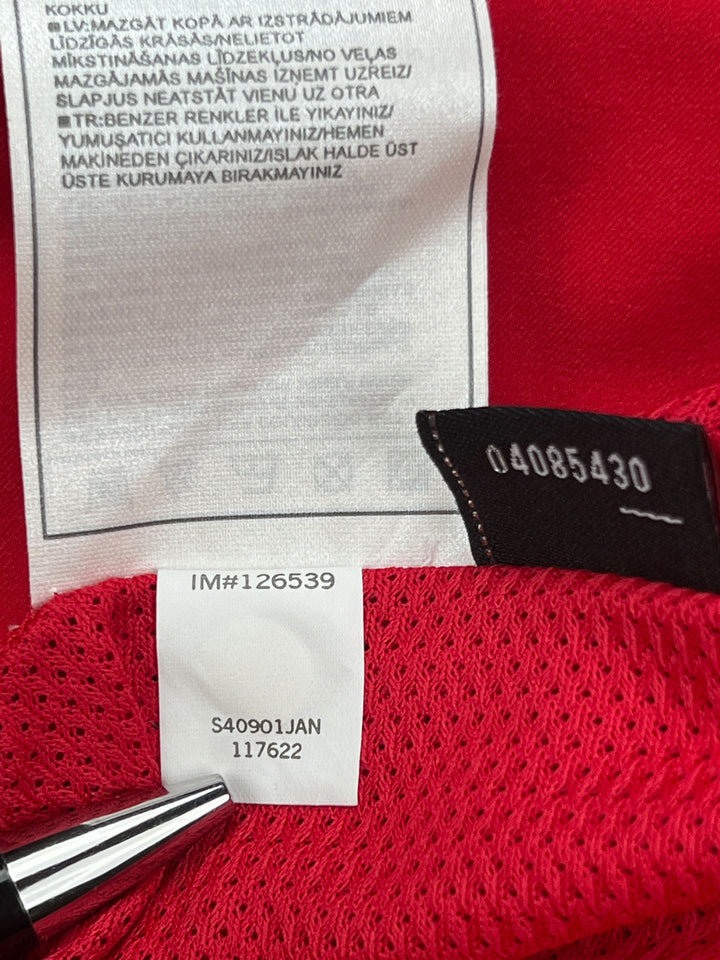 KOKKU
■LV:MAZGĀT KOPĀ AR IZSTRĀDĀJUMIEM
LĪDZĪGĀS KRĀSĀS/NELIETOT
MĪKSTINĀŠANAS LĪDZEKĻUS/NO VEĻAS
MAZGĀJAMĀS MAŠĪNAS IZŅEMT UZREIZ/
SLAPJUS NEATSTĀT VIENU UZ OTRA
■TR:BENZER RENKLER İLE YIKAYINIZ/
YUMUŞATICI KULLANMAYINIZ/HEMEN
MAKİNEDEN ÇIKARINIZ/ISLAK HALDE ÜST
ÜSTE KURUMAYA BIRAKMAYINIZ
04085430
IM#126539
S40901JAN
117622